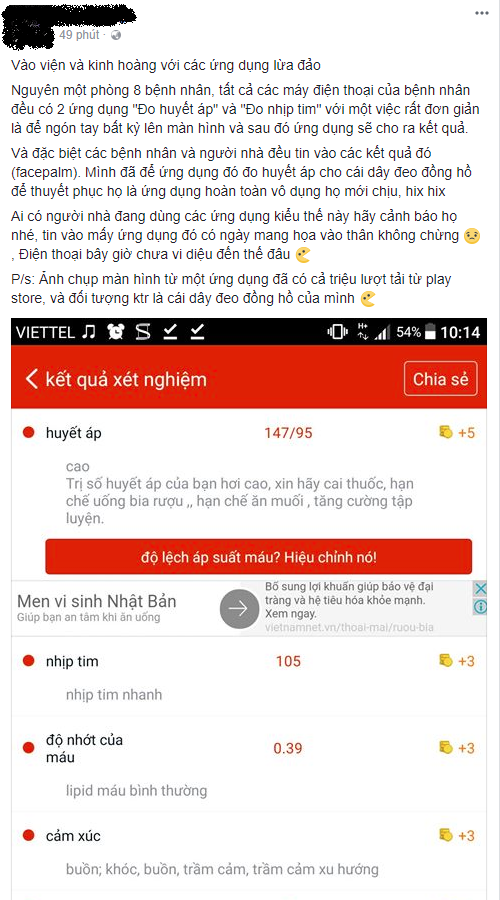 49 phút ·
Vào viện và kinh hoàng với các ứng dụng lừa đảo
Nguyên một phòng 8 bệnh nhân, tất cả các máy điện thoại của bệnh nhân
đều có 2 ứng dụng "Đo huyết áp" và "Đo nhịp tim" với một việc rất đơn giản
là để ngón tay bất kỳ lên màn hình và sau đó ứng dụng sẽ cho ra kết quả.
Và đặc biệt các bệnh nhân và người nhà đều tin vào các kết quả đó
(facepalm). Mình đã để ứng dụng đó đo huyết áp cho cái dây đeo đồng hồ
để thuyết phục họ là ứng dụng hoàn toàn vô dụng họ mới chịu, hix hix
Ai có người nhà đang dùng các ứng dụng kiểu thế này hãy cảnh báo họ
nhé, tin vào mấy ứng dụng đó có ngày mang họa vào thân không chừng 😥
, Điện thoại bây giờ chưa vi diệu đến thế đâu
P/s: Ảnh chụp màn hình từ một ứng dụng đã có cả triệu lượt tải từ play
store, và đối tượng ktr là cái dây đeo đồng hồ của mình
VIETTEL H+ 54% 10:14
kết quả xét nghiệm Chia sẻ
huyết áp 147/95 +5
cao
Trị số huyết áp của bạn hơi cao, xin hãy cai thuốc, hạn
chế uống bia rượu ,, hạn chế ăn muối , tăng cường tập
luyện.
độ lệch áp suất máu? Hiệu chỉnh nó!
Men vi sinh Nhật Bản
Giúp bạn an tâm khi ăn uống
Bổ sung lợi khuẩn giúp bảo vệ đại
tràng và hệ tiêu hóa khỏe mạnh.
Xem ngay.
vietnamnet.vn/thoai-mai/ruou-bia
nhịp tim 105 +3
nhịp tim nhanh
độ nhớt của
máu 0.39 +3
lipid máu bình thường
cảm xúc +3
buồn; khóc, buồn, trầm cảm, trầm cảm xu hướng